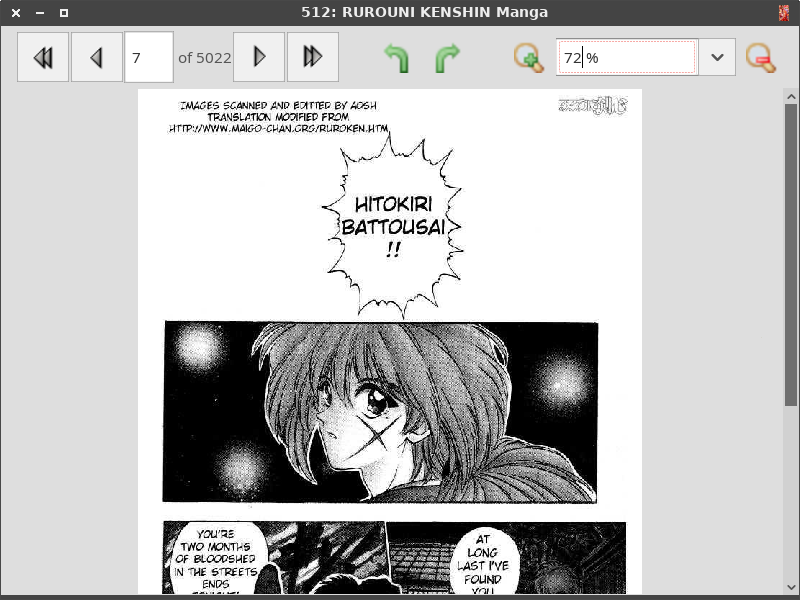 512: RUROUNI KENSHIN Manga
7
of 5022
72 %
IMAGES SCANNED AND EDITTED BY AOSH
TRANSLATION MODIFIED FROM
HTTP://WWW.MAIGO-CHAN.ORG/RUROKEN.HTM
HITOKIRI
BATTOUSAI
!!
YOU'RE
TWO MONTHS
OF BLOODSHED
IN THE STREETS
ENDS
AT
LONG
LAST I'VE
FOUND
YOU